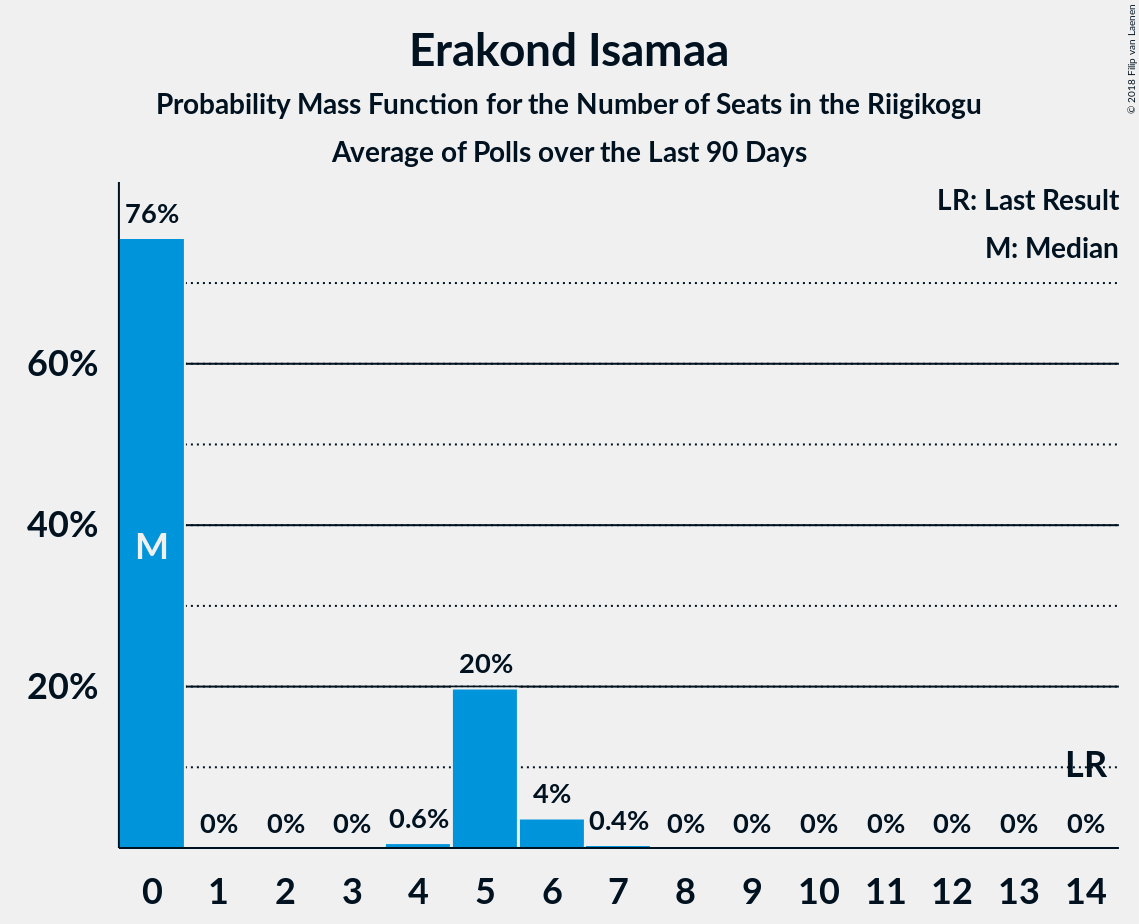 Erakond Isamaa
Probability Mass Function for the Number of Seats in the Riigikogu
Average of Polls over the Last 90 Days
© 2018 Filip van Laenen
LR: Last Result
M: Median
76%
60%
40%
M
20%
20%
LR
4%
0.6%
0.4%
0% 0% 0% 0% 0% 0% 0% 0% 0% 0%
0 1 2 3 4 5 6 7 8 9 10 11 12 13 14